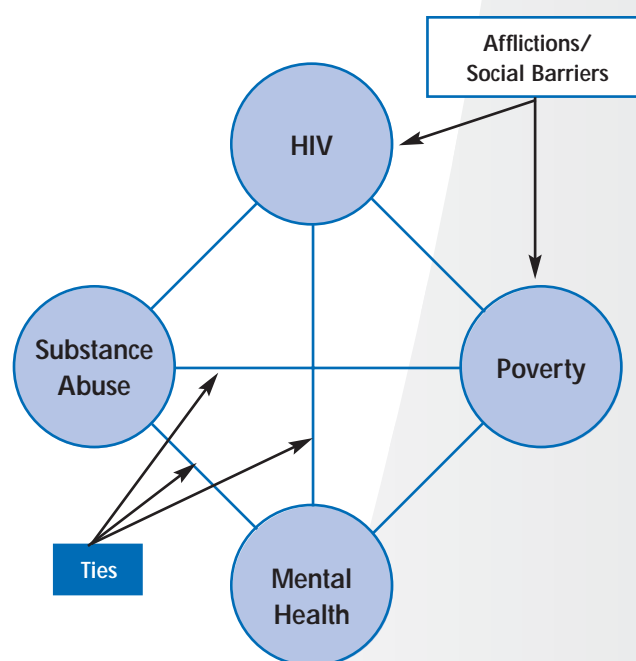 Afflictions/
Social Barriers
HIV
Substance
Abuse
Poverty
Ties
Mental
Health